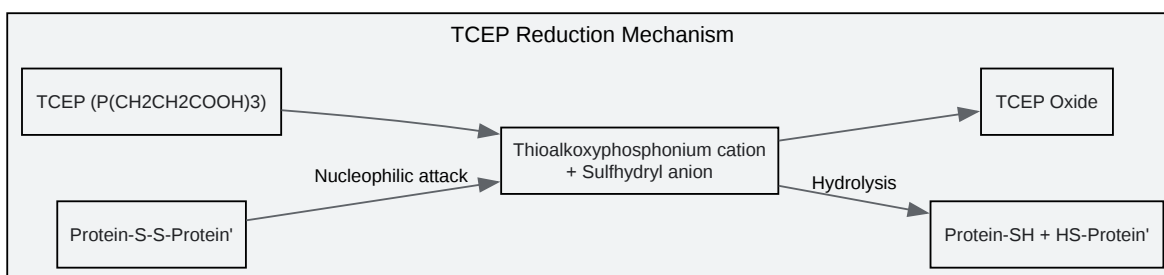 TCEP Reduction Mechanism
TCEP (P(CH2CH2COOH)3)
TCEP Oxide
Thioalkoxyphosphonium cation
+ Sulfhydryl anion
Nucleophilic attack
Hydrolysis
Protein-S-S-Protein'
Protein-SH + HS-Protein'